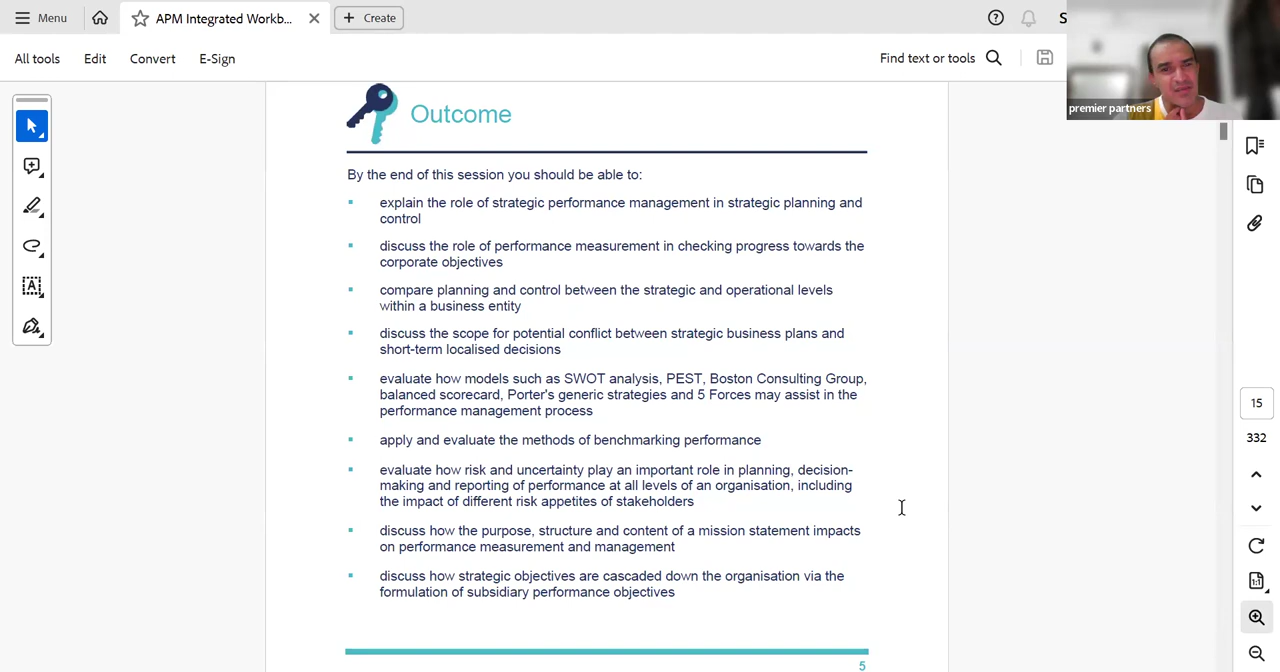 Menu
APM Integrated Workb...
Create
S
All tools
Edit
Convert
E-Sign
Find text or tools
premier partners
Outcome
By the end of this session you should be able to:
explain the role of strategic performance management in strategic planning and
control
discuss the role of performance measurement in checking progress towards the
corporate objectives
compare planning and control between the strategic and operational levels
within a business entity
discuss the scope for potential conflict between strategic business plans and
short-term localised decisions
evaluate how models such as SWOT analysis, PEST, Boston Consulting Group,
balanced scorecard, Porter's generic strategies and 5 Forces may assist in the
performance management process
apply and evaluate the methods of benchmarking performance
evaluate how risk and uncertainty play an important role in planning, decision-
making and reporting of performance at all levels of an organisation, including
the impact of different risk appetites of stakeholders
discuss how the purpose, structure and content of a mission statement impacts
on performance measurement and management
discuss how strategic objectives are cascaded down the organisation via the
formulation of subsidiary performance objectives
5
15
332
1:1